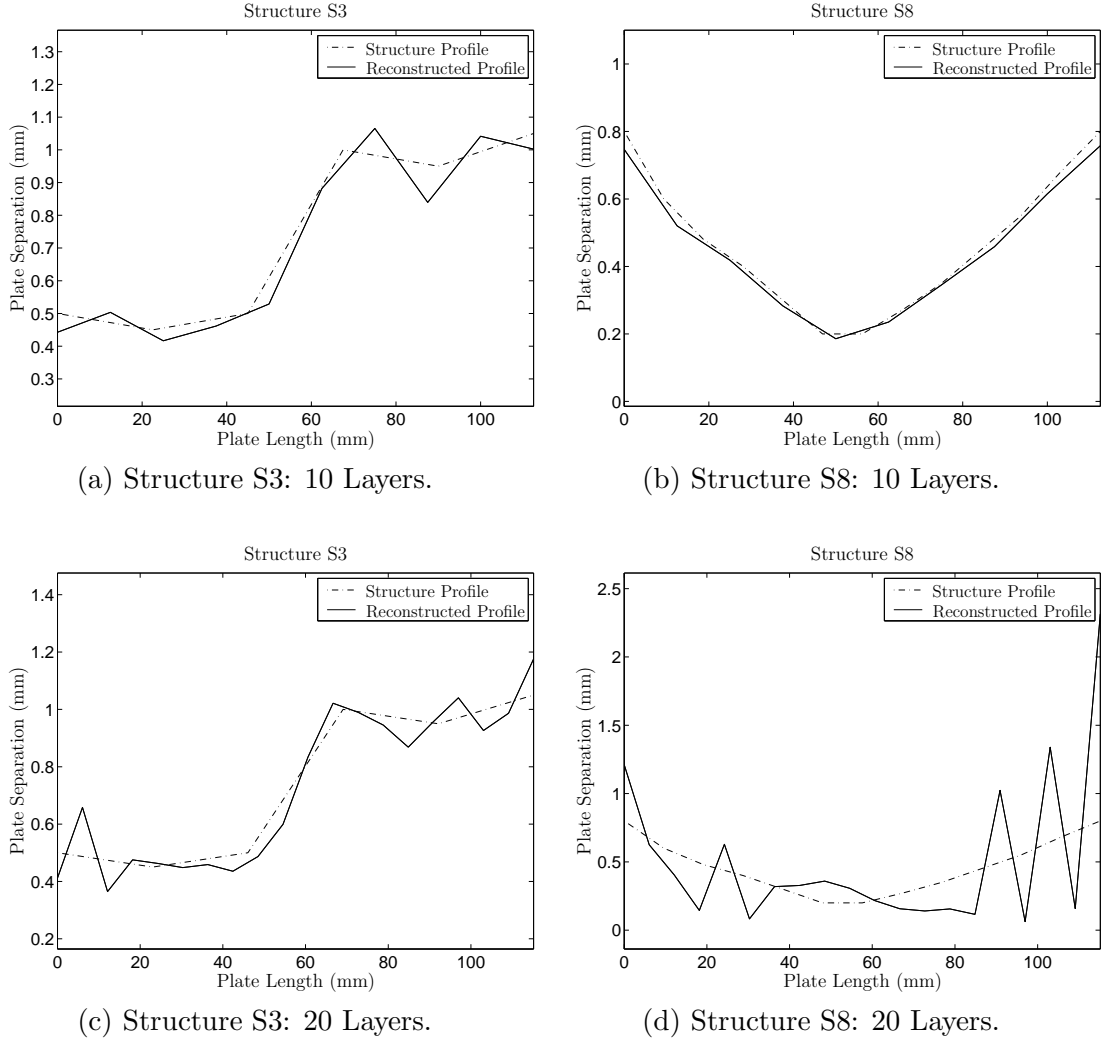 Structure S3
Structure Profile
Reconstructed Profile
1.3
1.2
1.1
1
0.9
0.8
0.7
0.6
0.5
0.4
0.3
Plate Separation (mm)
0 20 40 60 80 100
Plate Length (mm)
(a) Structure S3: 10 Layers.
Structure S8
Structure Profile
Reconstructed Profile
1
0.8
0.6
0.4
0.2
0
Plate Separation (mm)
0 20 40 60 80 100
Plate Length (mm)
(b) Structure S8: 10 Layers.
Structure S3
Structure Profile
Reconstructed Profile
1.4
1.2
1
0.8
0.6
0.4
0.2
Plate Separation (mm)
0 20 40 60 80 100
Plate Length (mm)
(c) Structure S3: 20 Layers.
Structure S8
Structure Profile
Reconstructed Profile
2.5
2
1.5
1
0.5
0
Plate Separation (mm)
0 20 40 60 80 100
Plate Length (mm)
(d) Structure S8: 20 Layers.